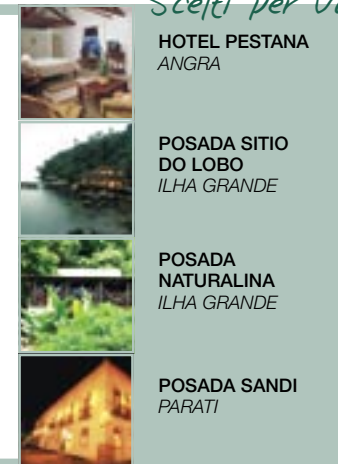 Scelti per
HOTEL PESTANA
ANGRA
POSADA SITIO
DO LOBO
ILHA GRANDE
POSADA
NATURALINA
ILHA GRANDE
POSADA SANDI
PARATI